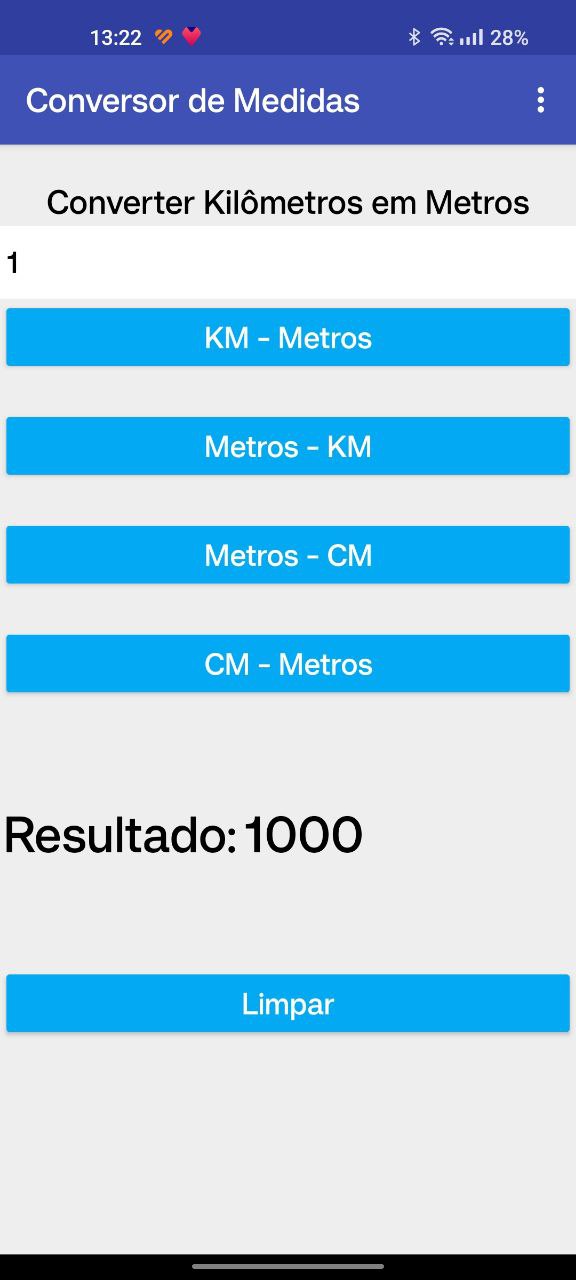 13:22 28%
Conversor de Medidas
Converter Kilômetros em Metros
1
KM - Metros
Metros - KM
Metros - CM
CM - Metros
Resultado: 1000
Limpar